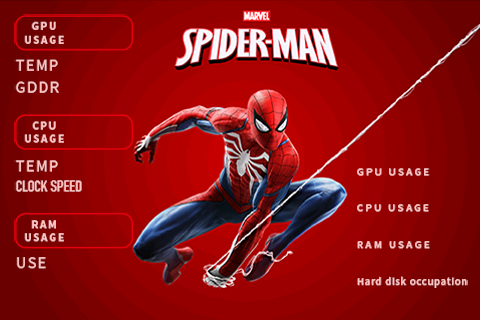 GPU
USAGE
TEMP
GDDR
CPU
USAGE
TEMP
CLOCK SPEED
RAM
USAGE
USE
MARVEL
SPIDER-MAN
GPU USAGE
CPU USAGE
RAM USAGE
Hard disk occupation